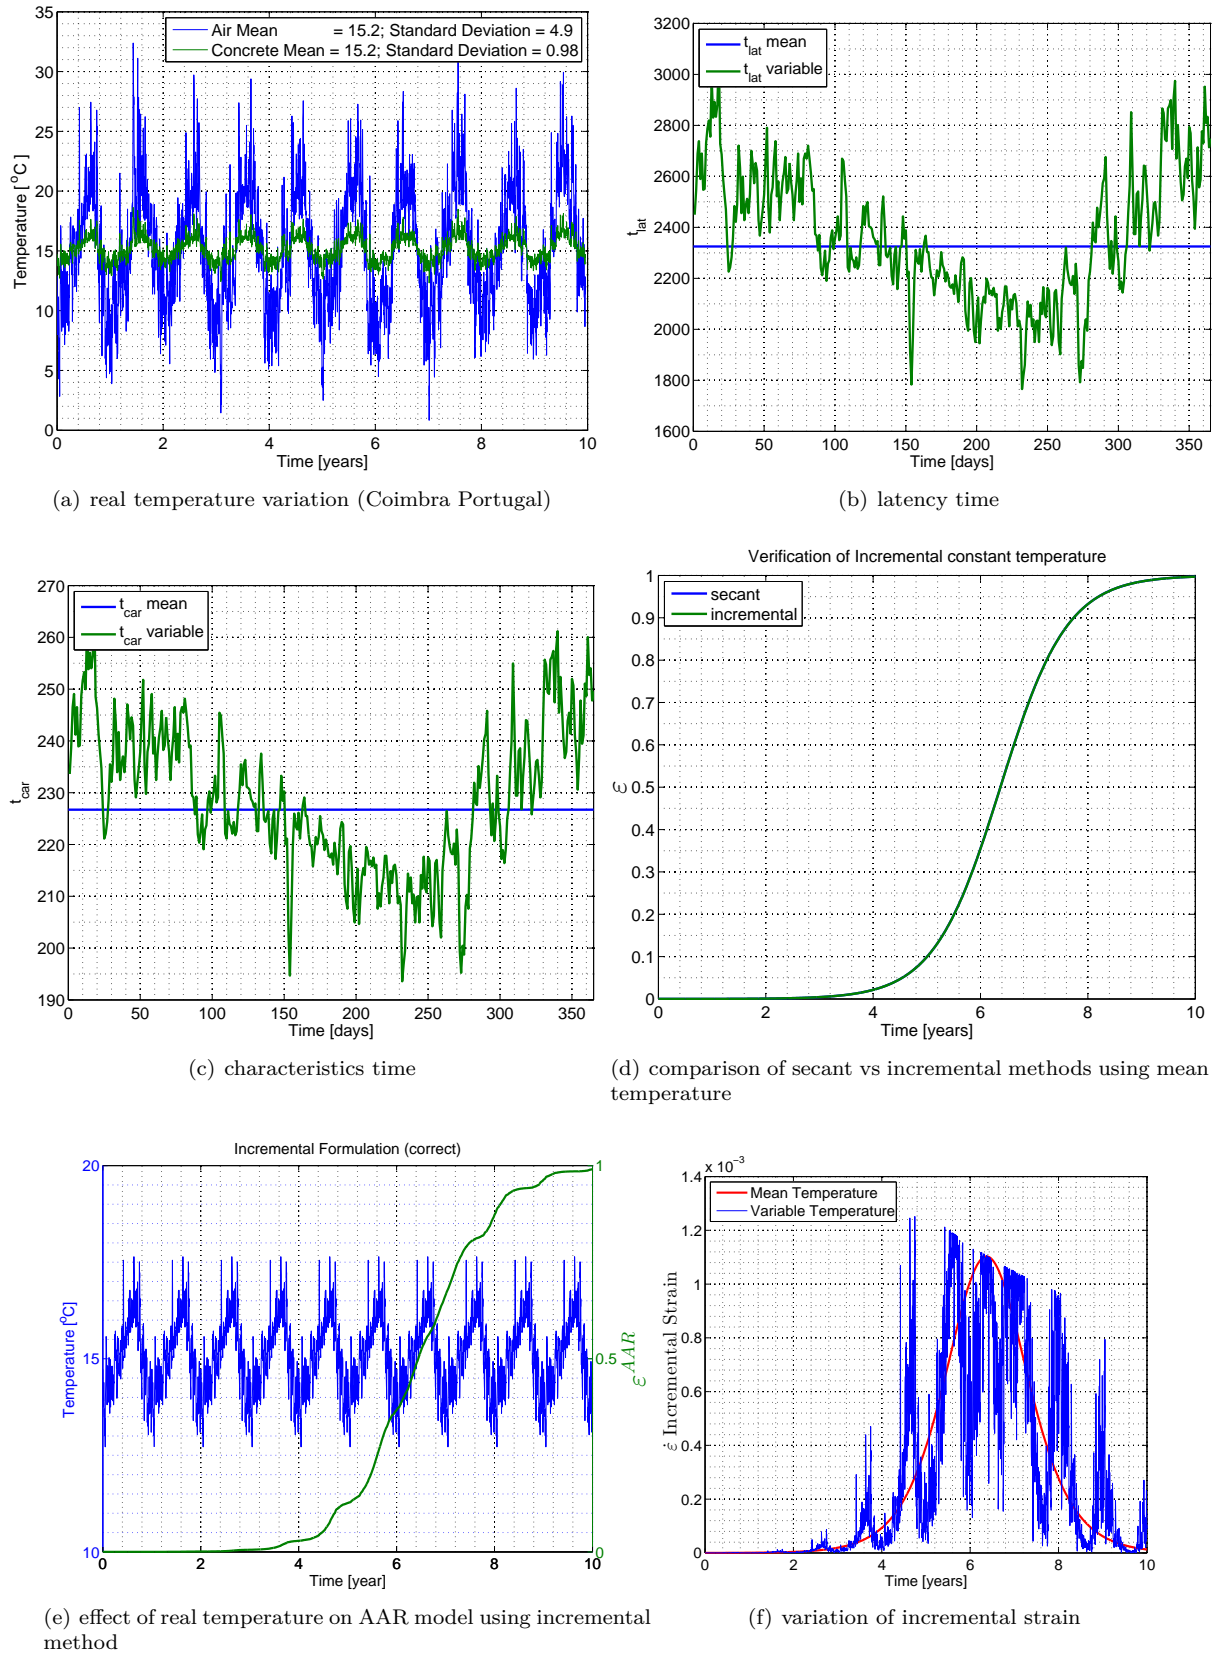 Air Mean = 15.2; Standard Deviation = 4.9
Concrete Mean = 15.2; Standard Deviation = 0.98
Temperature [°C]
35
30
25
20
15
10
5
0
0 2 4 6 8 10
Time [years]
(a) real temperature variation (Coimbra Portugal)
t_lat mean
t_lat variable
t_lat
3200
3000
2800
2600
2400
2200
2000
1800
1600
0 50 100 150 200 250 300 350
Time [days]
(b) latency time
t_car mean
t_car variable
t_car
270
260
250
240
230
220
210
200
190
0 50 100 150 200 250 300 350
Time [days]
(c) characteristics time
Verification of Incremental constant temperature
secant
incremental
ε
1
0.9
0.8
0.7
0.6
0.5
0.4
0.3
0.2
0.1
0
0 2 4 6 8 10
Time [years]
(d) comparison of secant vs incremental methods using mean
temperature
Incremental Formulation (correct)
Temperature [°C]
20
15
10
1
0.5
0
ε^AAR
0 2 4 6 8 10
Time [year]
(e) effect of real temperature on AAR model using incremental
method
x 10^−3
Mean Temperature
Variable Temperature
ε̇ Incremental Strain
1.4
1.2
1
0.8
0.6
0.4
0.2
0
0 2 4 6 8 10
Time [years]
(f) variation of incremental strain